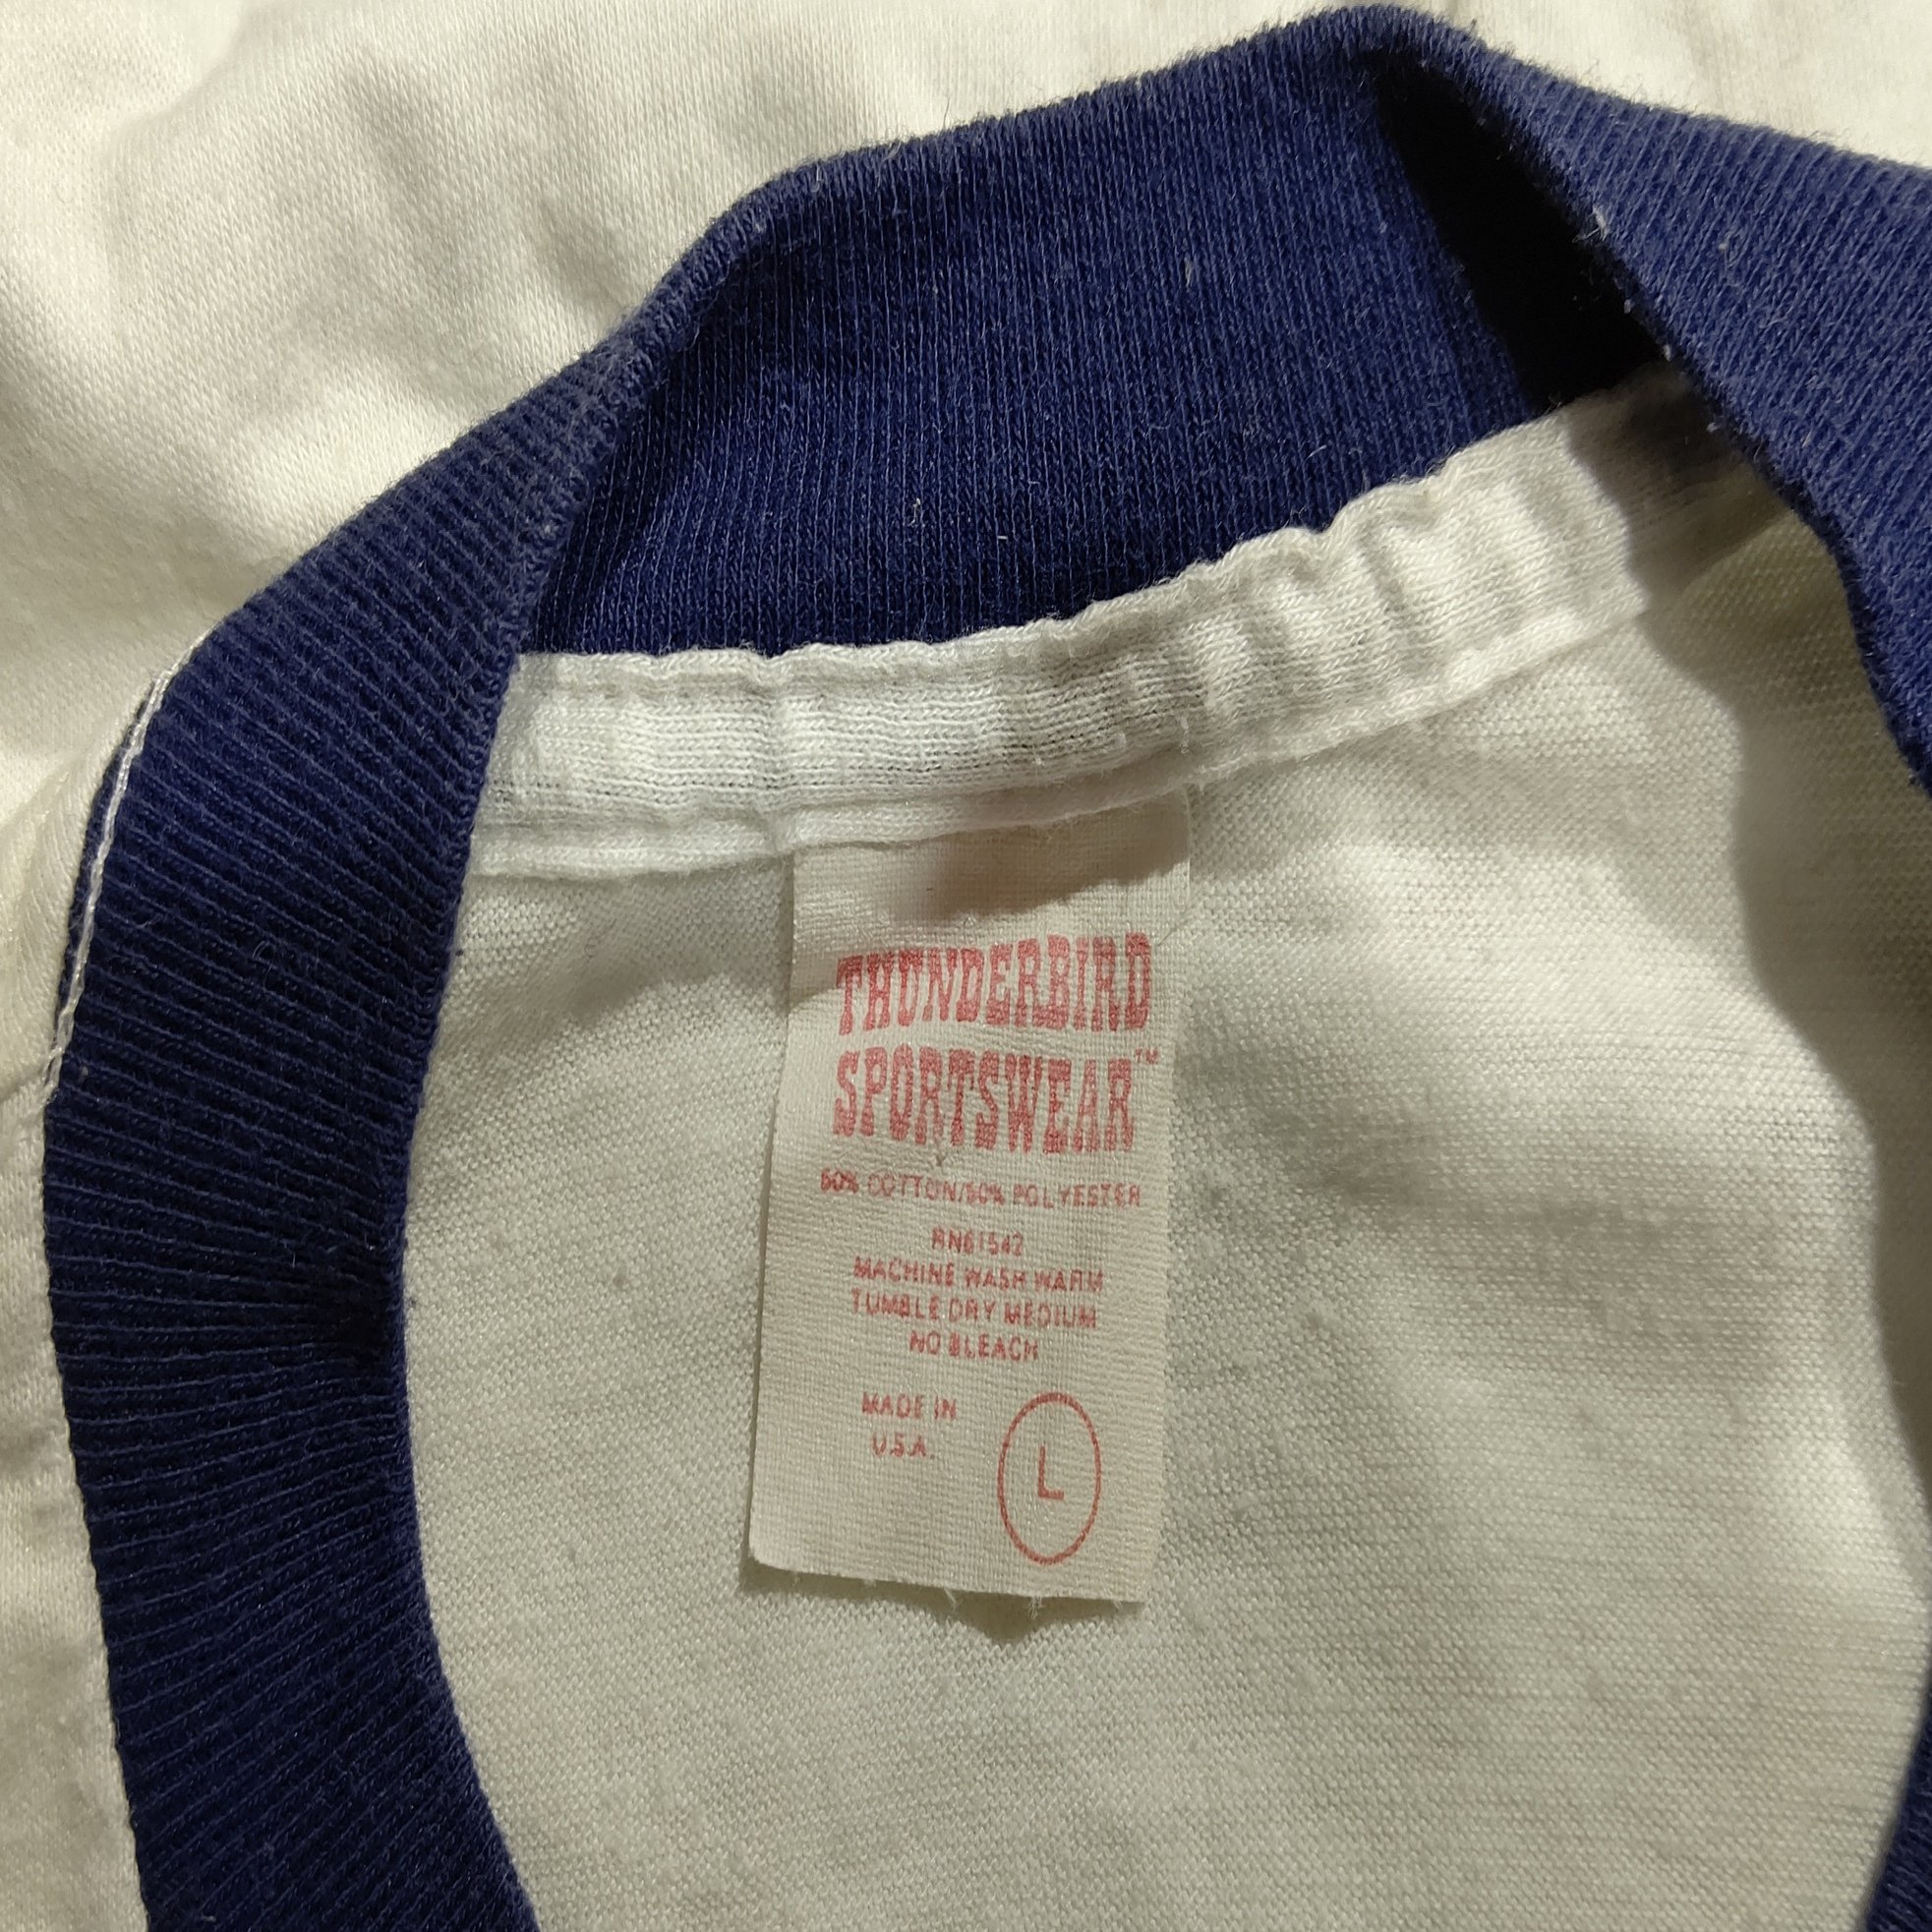 THUNDERBIRD
SPORTSWEAR™
50% COTTON/50% POLYESTER
RN61542
MACHINE WASH WARM
TUMBLE DRY MEDIUM
NO BLEACH
MADE IN
U.S.A.
L